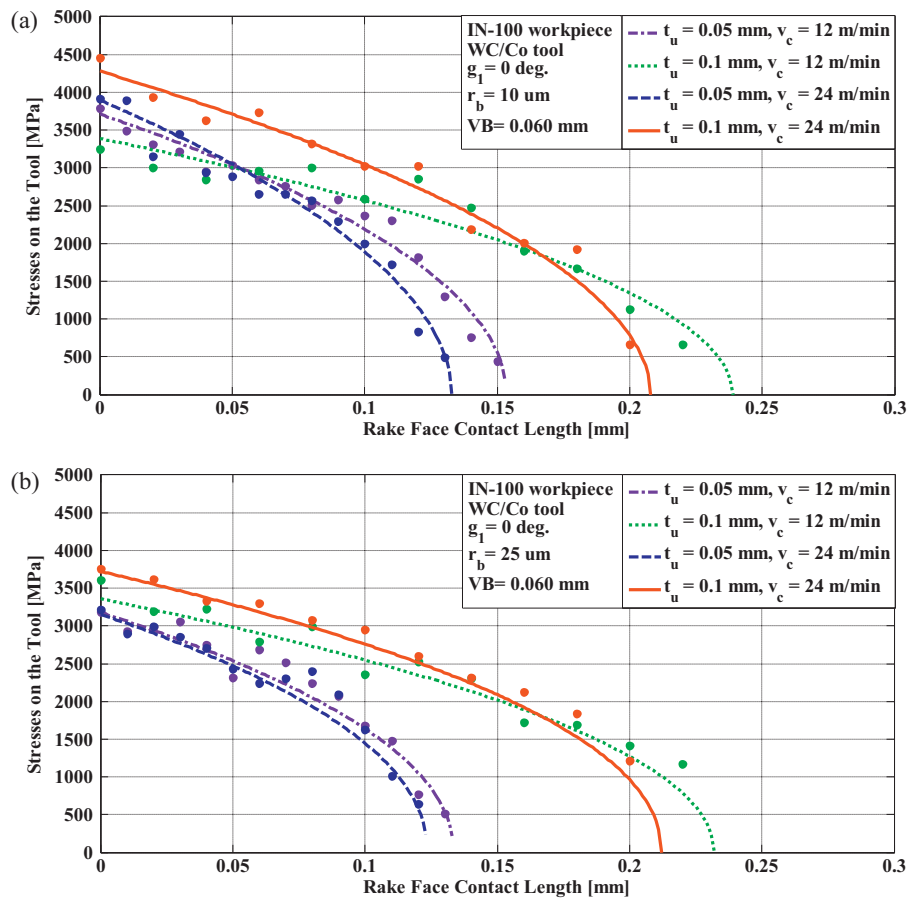 (a)
5000
4500
4000
3500
3000
2500
2000
1500
1000
500
0
Stresses on the Tool [MPa]
IN-100 workpiece
WC/Co tool
g1= 0 deg.
rb= 10 um
VB= 0.060 mm
tu = 0.05 mm, vc = 12 m/min
tu = 0.1 mm, vc = 12 m/min
tu = 0.05 mm, vc = 24 m/min
tu = 0.1 mm, vc = 24 m/min
0 0.05 0.1 0.15 0.2 0.25 0.3
Rake Face Contact Length [mm]
(b)
5000
4500
4000
3500
3000
2500
2000
1500
1000
500
0
Stresses on the Tool [MPa]
IN-100 workpiece
WC/Co tool
g1= 0 deg.
rb= 25 um
VB= 0.060 mm
tu = 0.05 mm, vc = 12 m/min
tu = 0.1 mm, vc = 12 m/min
tu = 0.05 mm, vc = 24 m/min
tu = 0.1 mm, vc = 24 m/min
0 0.05 0.1 0.15 0.2 0.25 0.3
Rake Face Contact Length [mm]